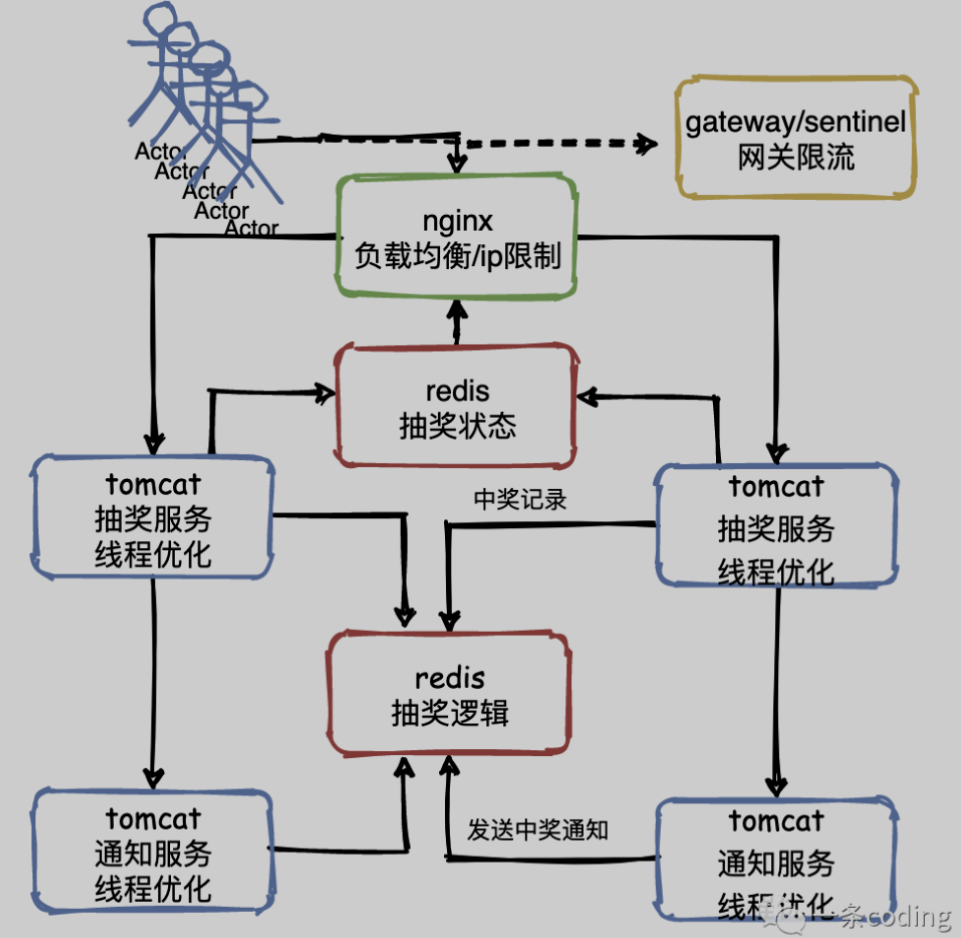 gateway/sentinel
网关限流
Actor
Actor
Actor
Actor
Actor
nginx
负载均衡/ip限制
redis
抽奖状态
tomcat
抽奖服务
线程优化
中奖记录
tomcat
抽奖服务
线程优化
redis
抽奖逻辑
tomcat
通知服务
线程优化
发送中奖通知
tomcat
通知服务
线程优化
一条coding